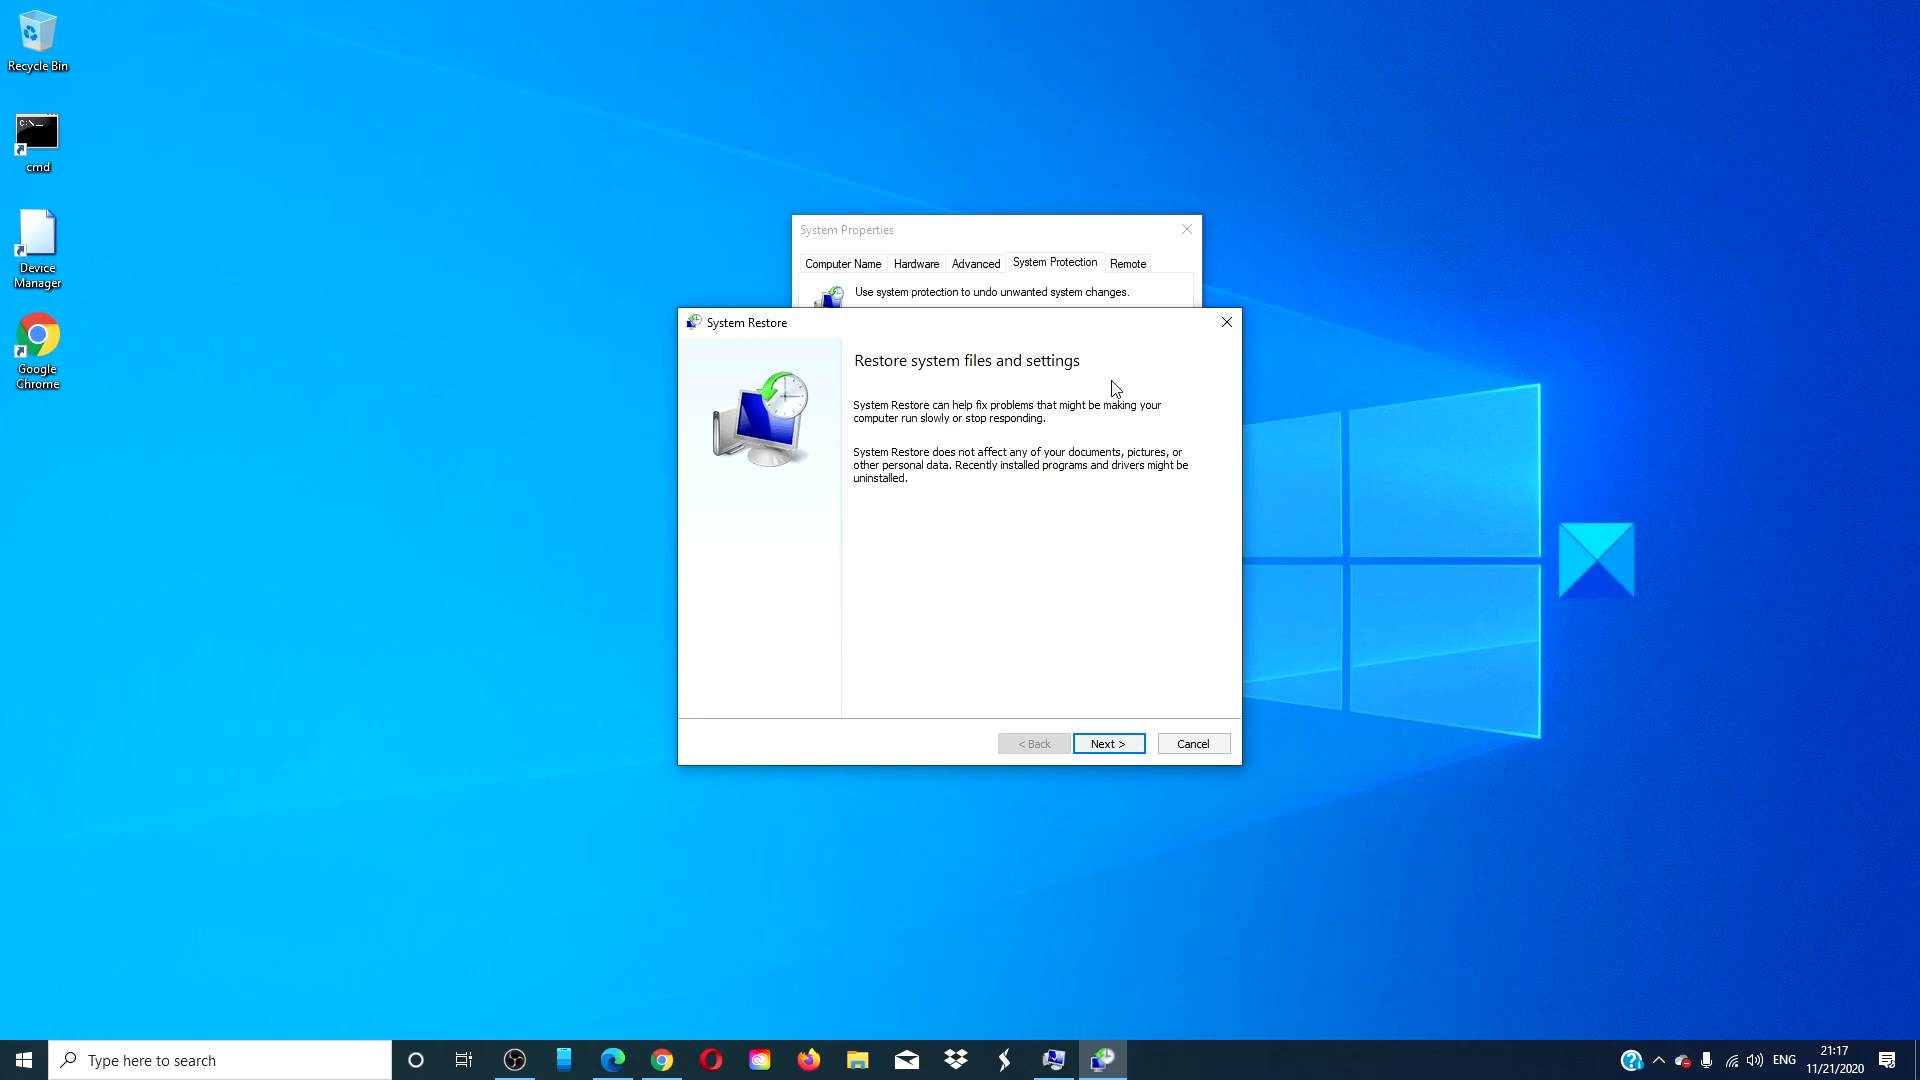 Recycle Bin
C:\._
cmd
Device
Manager
Google
Chrome
System Properties
Computer Name
Hardware
Advanced
System Protection
Remote
Use system protection to undo unwanted system changes.
System Restore
Restore system files and settings
System Restore can help fix problems that might be making your
computer run slowly or stop responding.
System Restore does not affect any of your documents, pictures, or
other personal data. Recently installed programs and drivers might be
uninstalled.
< Back
Next >
Cancel
Type here to search
ENG
21:17
11/21/2020